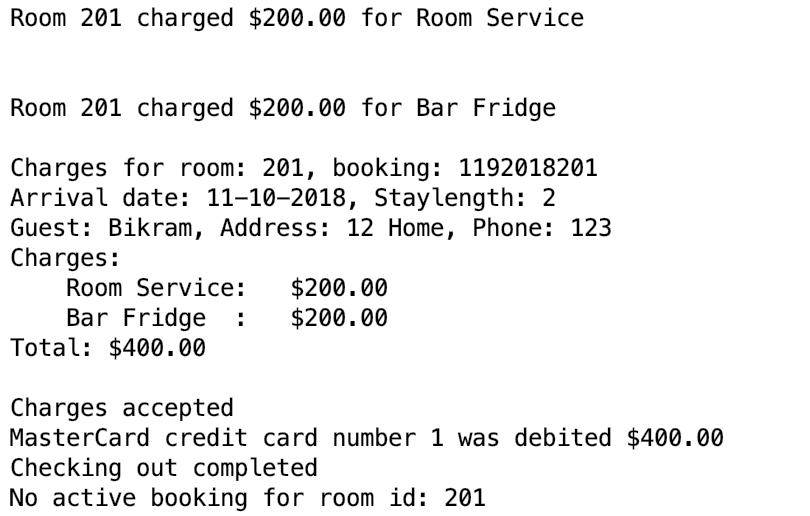 Room 201 charged $200.00 for Room Service
Room 201 charged $200.00 for Bar Fridge
Charges for room: 201, booking: 1192018201
Arrival date: 11-10-2018, Staylength: 2
Guest: Bikram, Address: 12 Home, Phone: 123
Charges:
    Room Service:   $200.00
    Bar Fridge  :   $200.00
Total: $400.00
Charges accepted
MasterCard credit card number 1 was debited $400.00
Checking out completed
No active booking for room id: 201